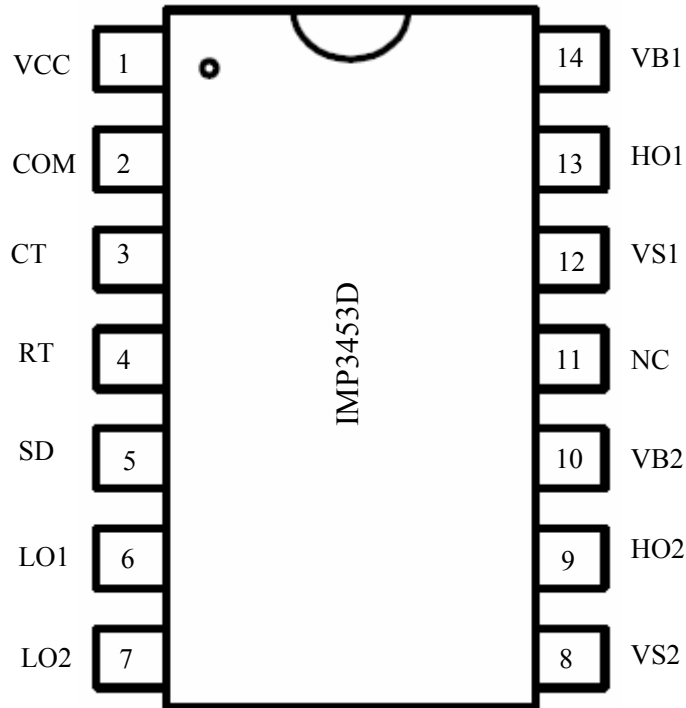 VCC 1 14 VB1
COM 2 13 HO1
CT 3 12 VS1
RT 4 11 NC
IMP3453D
SD 5 10 VB2
LO1 6 9 HO2
LO2 7 8 VS2